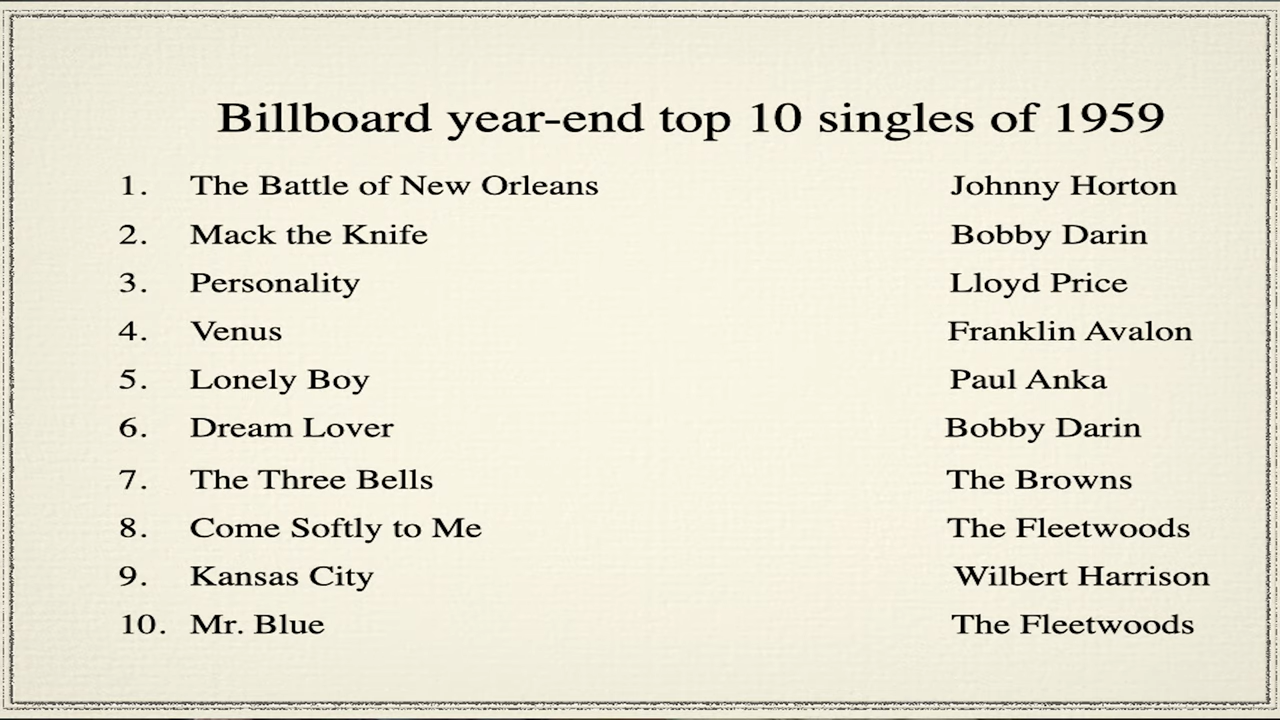 Billboard year-end top 10 singles of 1959
1. The Battle of New Orleans Johnny Horton
2. Mack the Knife Bobby Darin
3. Personality Lloyd Price
4. Venus Franklin Avalon
5. Lonely Boy Paul Anka
6. Dream Lover Bobby Darin
7. The Three Bells The Browns
8. Come Softly to Me The Fleetwoods
9. Kansas City Wilbert Harrison
10. Mr. Blue The Fleetwoods